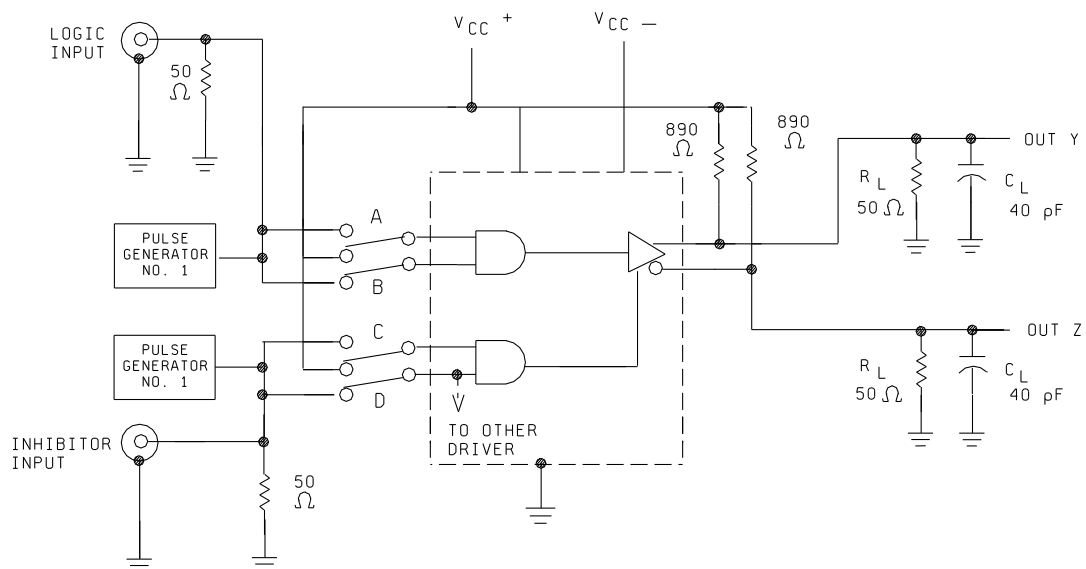 LOGIC
INPUT
50
Ω
V CC +
V CC –
890
Ω
890
Ω
OUT Y
R L
50 Ω
C L
40 pF
PULSE
GENERATOR
NO. 1
A
B
PULSE
GENERATOR
NO. 1
C
D
TO OTHER
DRIVER
OUT Z
R L
50 Ω
C L
40 pF
INHIBITOR
INPUT
50
Ω